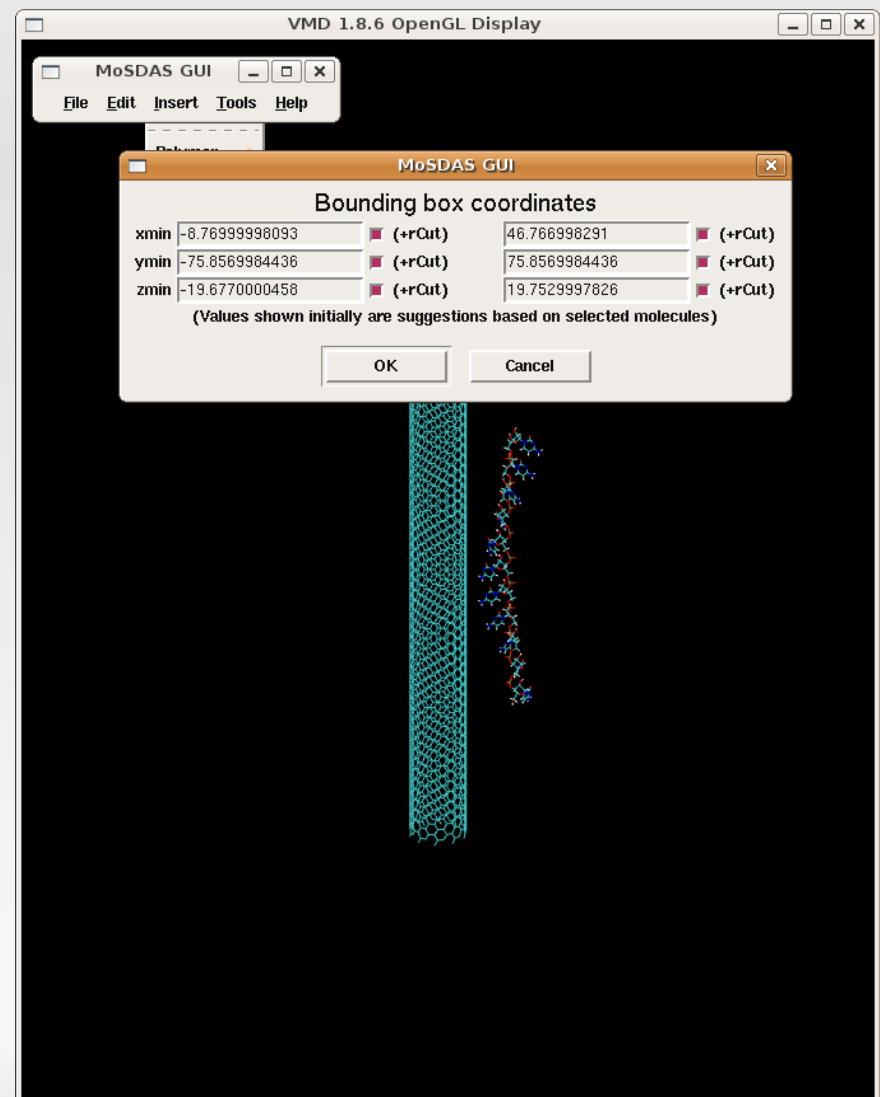 VMD 1.8.6 OpenGL Display
MoSDAS GUI
File Edit Insert Tools Help
MoSDAS GUI
Bounding box coordinates
xmin -8.76999998093 (+rCut) 46.766998291 (+rCut)
ymin -75.8569984436 (+rCut) 75.8569984436 (+rCut)
zmin -19.6770000458 (+rCut) 19.7529997826 (+rCut)
(Values shown initially are suggestions based on selected molecules)
OK Cancel